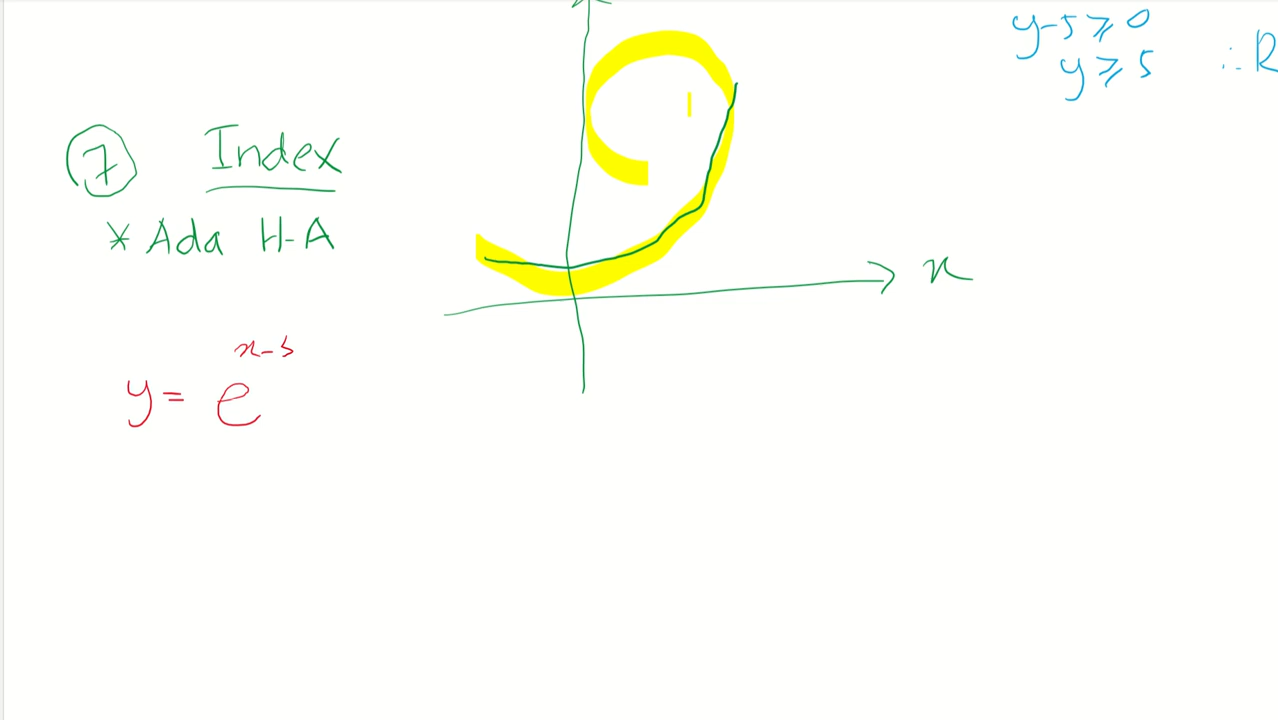 y-5⩾0
y⩾5 ∴R
⑦ Index
* Ada H-A
x
y = e^{x-5}